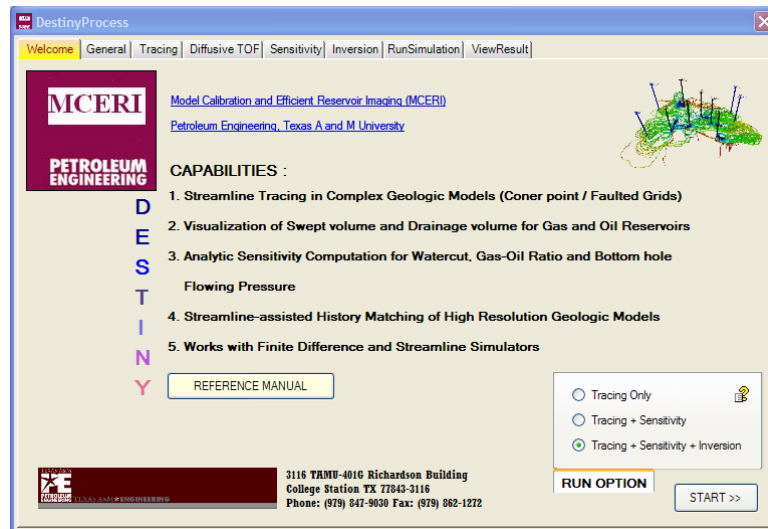 DestinyProcess
Welcome General Tracing Diffusive TOF Sensitivity Inversion RunSimulation ViewResult
MCERI
PETROLEUM
ENGINEERING
Model Calibration and Efficient Reservoir Imaging (MCERI)
Petroleum Engineering, Texas A and M University
CAPABILITIES :
1. Streamline Tracing in Complex Geologic Models (Coner point / Faulted Grids)
2. Visualization of Swept volume and Drainage volume for Gas and Oil Reservoirs
3. Analytic Sensitivity Computation for Watercut, Gas-Oil Ratio and Bottom hole
Flowing Pressure
4. Streamline-assisted History Matching of High Resolution Geologic Models
5. Works with Finite Difference and Streamline Simulators
D
E
S
T
I
N
Y
REFERENCE MANUAL
Tracing Only
Tracing + Sensitivity
Tracing + Sensitivity + Inversion
RUN OPTION
START >>
TEXAS A&M
PE
PETROLEUM
TEXAS A&M★ENGINEERING
3116 TAMU-401G Richardson Building
College Station TX 77843-3116
Phone: (979) 847-9030 Fax: (979) 862-1272